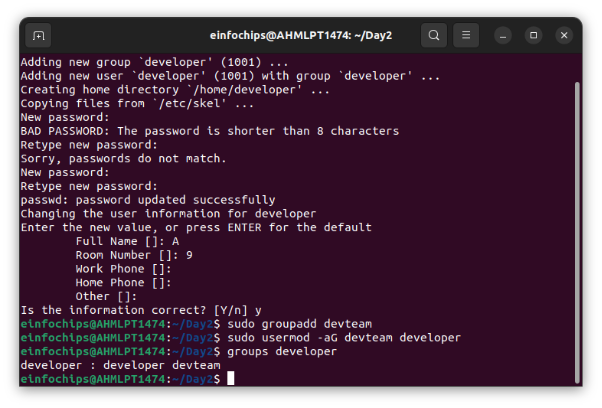 einfochips@AHMLPT1474: ~/Day2
Adding new group `developer' (1001) ...
Adding new user `developer' (1001) with group `developer' ...
Creating home directory `/home/developer' ...
Copying files from `/etc/skel' ...
New password:
BAD PASSWORD: The password is shorter than 8 characters
Retype new password:
Sorry, passwords do not match.
New password:
Retype new password:
passwd: password updated successfully
Changing the user information for developer
Enter the new value, or press ENTER for the default
        Full Name []: A
        Room Number []: 9
        Work Phone []:
        Home Phone []:
        Other []:
Is the information correct? [Y/n] y
einfochips@AHMLPT1474:~/Day2$ sudo groupadd devteam
einfochips@AHMLPT1474:~/Day2$ sudo usermod -aG devteam developer
einfochips@AHMLPT1474:~/Day2$ groups developer
developer : developer devteam
einfochips@AHMLPT1474:~/Day2$